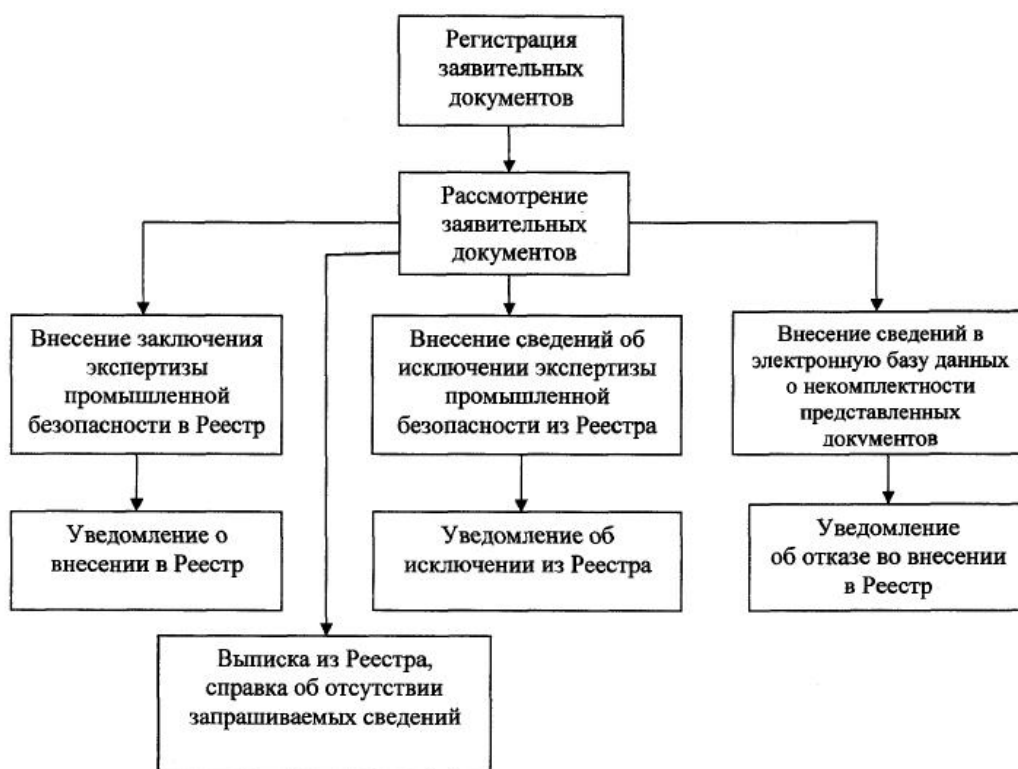 Регистрация
заявительных
документов
Рассмотрение
заявительных
документов
Внесение заключения
экспертизы
промышленной
безопасности в Реестр
Внесение сведений об
исключении экспертизы
промышленной
безопасности из Реестра
Внесение сведений в
электронную базу данных
о некомплектности
представленных
документов
Уведомление о
внесении в Реестр
Уведомление об
исключении из Реестра
Уведомление
об отказе во внесении
в Реестр
Выписка из Реестра,
справка об отсутствии
запрашиваемых сведений